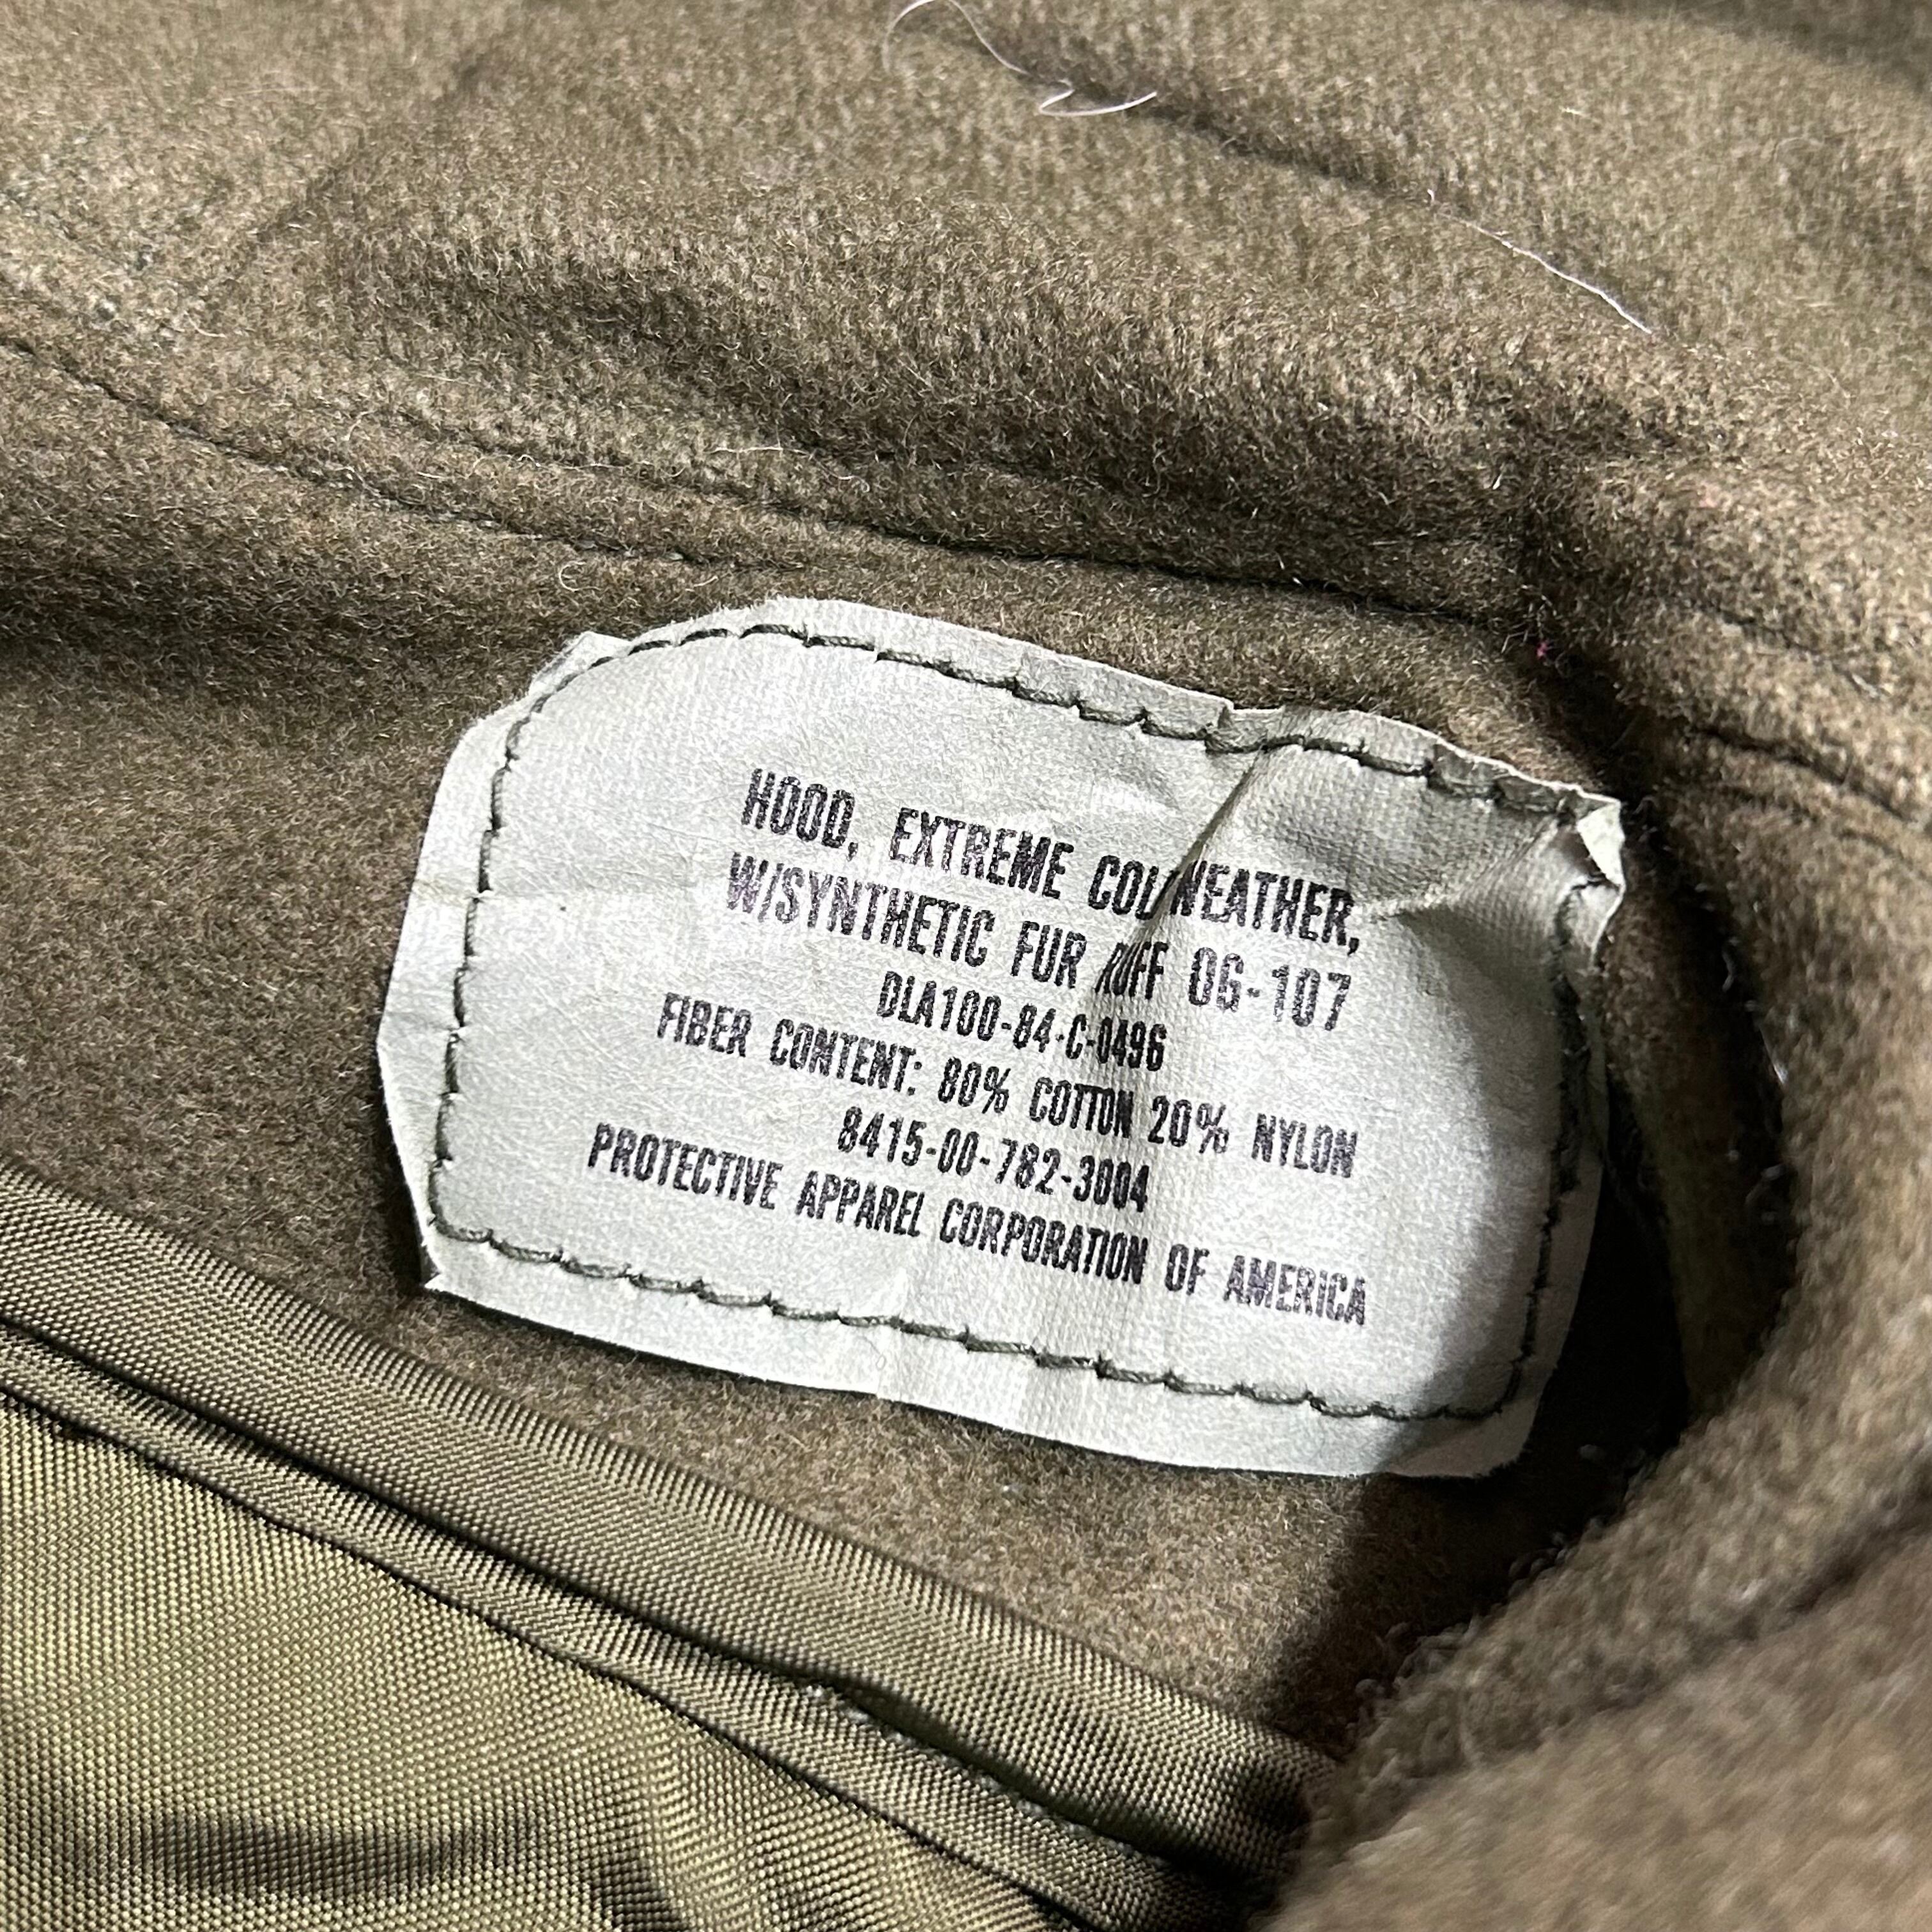 HOOD, EXTREME COLD WEATHER,
W/SYNTHETIC FUR RUFF OG-107
DLA100-84-C-0496
FIBER CONTENT: 80% COTTON 20% NYLON
8415-00-782-3004
PROTECTIVE APPAREL CORPORATION OF AMERICA